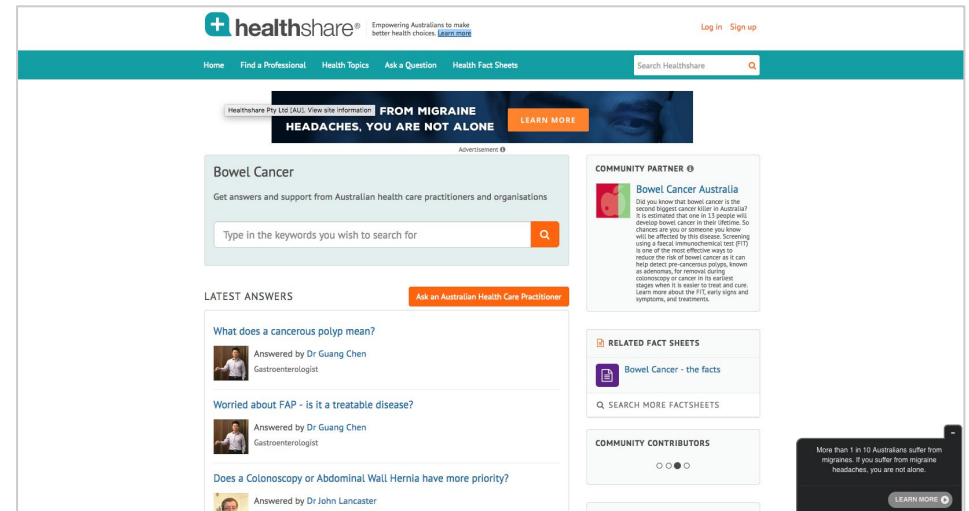 healthshare®
Empowering Australians to make
better health choices. Learn more
Log in Sign up
Home Find a Professional Health Topics Ask a Question Health Fact Sheets
Search Healthshare
Healthshare Pty Ltd [AU]. View site information
FROM MIGRAINE
HEADACHES, YOU ARE NOT ALONE
LEARN MORE
Advertisement
Bowel Cancer
Get answers and support from Australian health care practitioners and organisations
Type in the keywords you wish to search for
LATEST ANSWERS
Ask an Australian Health Care Practitioner
What does a cancerous polyp mean?
Answered by Dr Guang Chen
Gastroenterologist
Worried about FAP - is it a treatable disease?
Answered by Dr Guang Chen
Gastroenterologist
Does a Colonoscopy or Abdominal Wall Hernia have more priority?
Answered by Dr John Lancaster
COMMUNITY PARTNER
Bowel Cancer Australia
Did you know that bowel cancer is the
second biggest cancer killer in Australia?
It is estimated that one in 13 people will
develop bowel cancer in their lifetime. So
chances are you or someone you know
will be affected by this disease. Screening
using a faecal immunochemical test (FIT)
is one of the most effective ways to
reduce the risk of bowel cancer as it can
help detect pre-cancerous polyps, known
as adenomas, for removal during
colonoscopy or cancer in its earliest
stages when it is easier to treat and cure.
Learn more about the FIT, early signs and
symptoms, and treatments.
RELATED FACT SHEETS
Bowel Cancer - the facts
SEARCH MORE FACTSHEETS
COMMUNITY CONTRIBUTORS
More than 1 in 10 Australians suffer from
migraines. If you suffer from migraine
headaches, you are not alone.
LEARN MORE